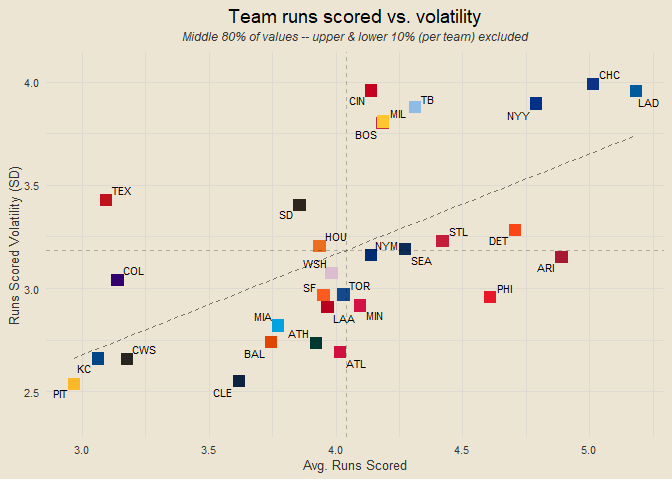 Team runs scored vs. volatility
Middle 80% of values -- upper & lower 10% (per team) excluded
Runs Scored Volatility (SD)
4.0
3.5
3.0
2.5
CHC
LAD
CIN
TB
MIL
NYY
BOS
TEX
SD
STL
HOU
NYM
DET
SEA
WSH
ARI
COL
SF
TOR
PHI
MIA
LAA
MIN
ATH
BAL
CWS
ATL
KC
CLE
PIT
3.0
3.5
4.0
4.5
5.0
Avg. Runs Scored